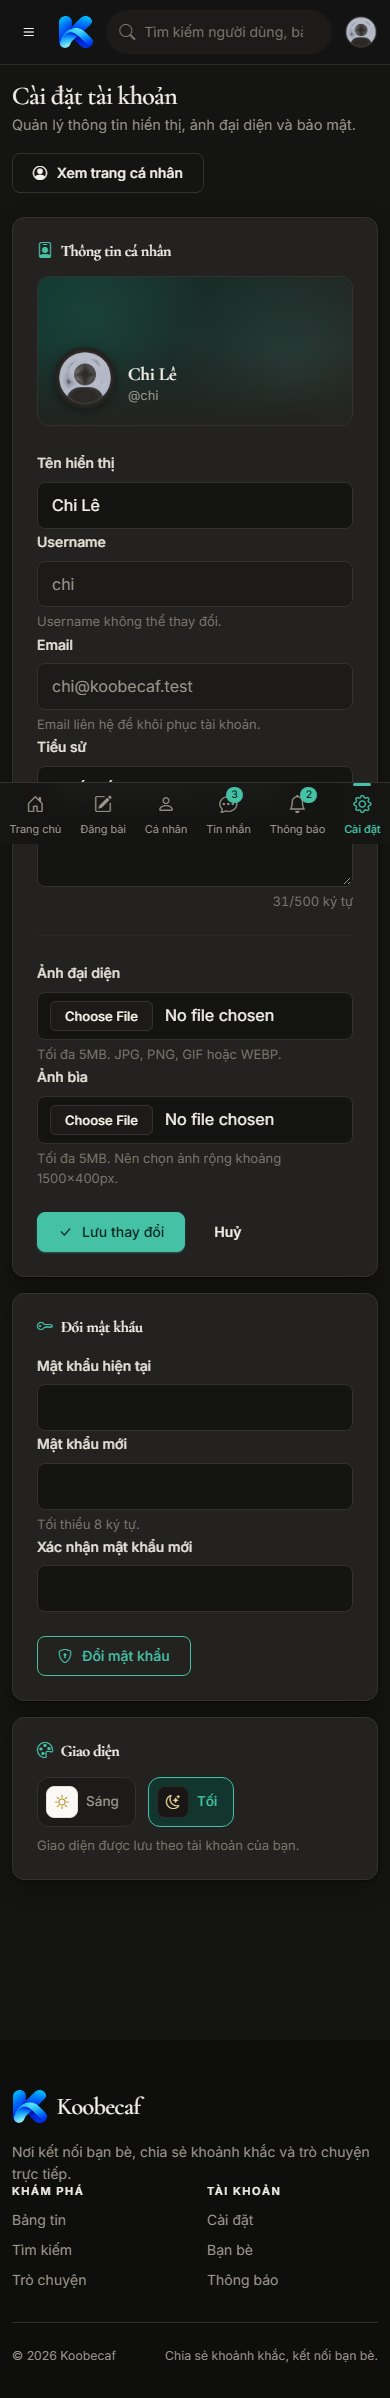 Tìm kiếm người dùng, bà
Cài đặt tài khoản
Quản lý thông tin hiển thị, ảnh đại diện và bảo mật.
Xem trang cá nhân
Thông tin cá nhân
Chi Lê
@chi
Tên hiển thị
Chi Lê
Username
chi
Username không thể thay đổi.
Email
chi@koobecaf.test
Email liên hệ để khôi phục tài khoản.
Tiểu sử
3
2
Trang chủ
Đăng bài
Cá nhân
Tin nhắn
Thông báo
Cài đặt
31/500 ký tự
Ảnh đại diện
Choose File No file chosen
Tối đa 5MB. JPG, PNG, GIF hoặc WEBP.
Ảnh bìa
Choose File No file chosen
Tối đa 5MB. Nên chọn ảnh rộng khoảng
1500×400px.
Lưu thay đổi
Huỷ
Đổi mật khẩu
Mật khẩu hiện tại
Mật khẩu mới
Tối thiểu 8 ký tự.
Xác nhận mật khẩu mới
Đổi mật khẩu
Giao diện
Sáng
Tối
Giao diện được lưu theo tài khoản của bạn.
Koobecaf
Nơi kết nối bạn bè, chia sẻ khoảnh khắc và trò chuyện
trực tiếp.
KHÁM PHÁ
Bảng tin
Tìm kiếm
Trò chuyện
TÀI KHOẢN
Cài đặt
Bạn bè
Thông báo
© 2026 Koobecaf
Chia sẻ khoảnh khắc, kết nối bạn bè.